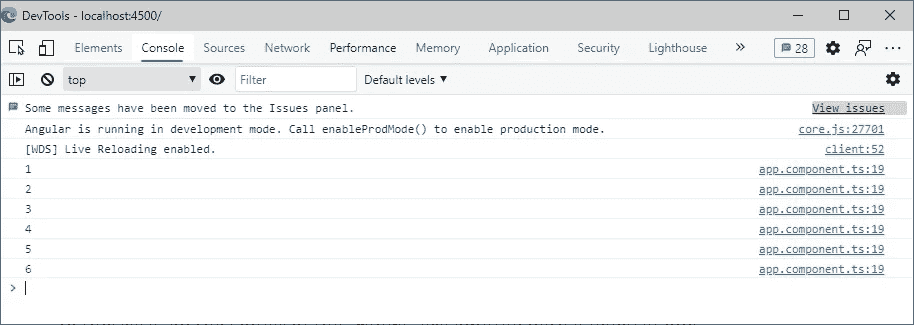 DevTools - localhost:4500/
Elements Console Sources Network Performance Memory Application Security Lighthouse » 28
top Filter Default levels
Some messages have been moved to the Issues panel. View issues
Angular is running in development mode. Call enableProdMode() to enable production mode. core.js:27701
[WDS] Live Reloading enabled. client:52
1 app.component.ts:19
2 app.component.ts:19
3 app.component.ts:19
4 app.component.ts:19
5 app.component.ts:19
6 app.component.ts:19
>